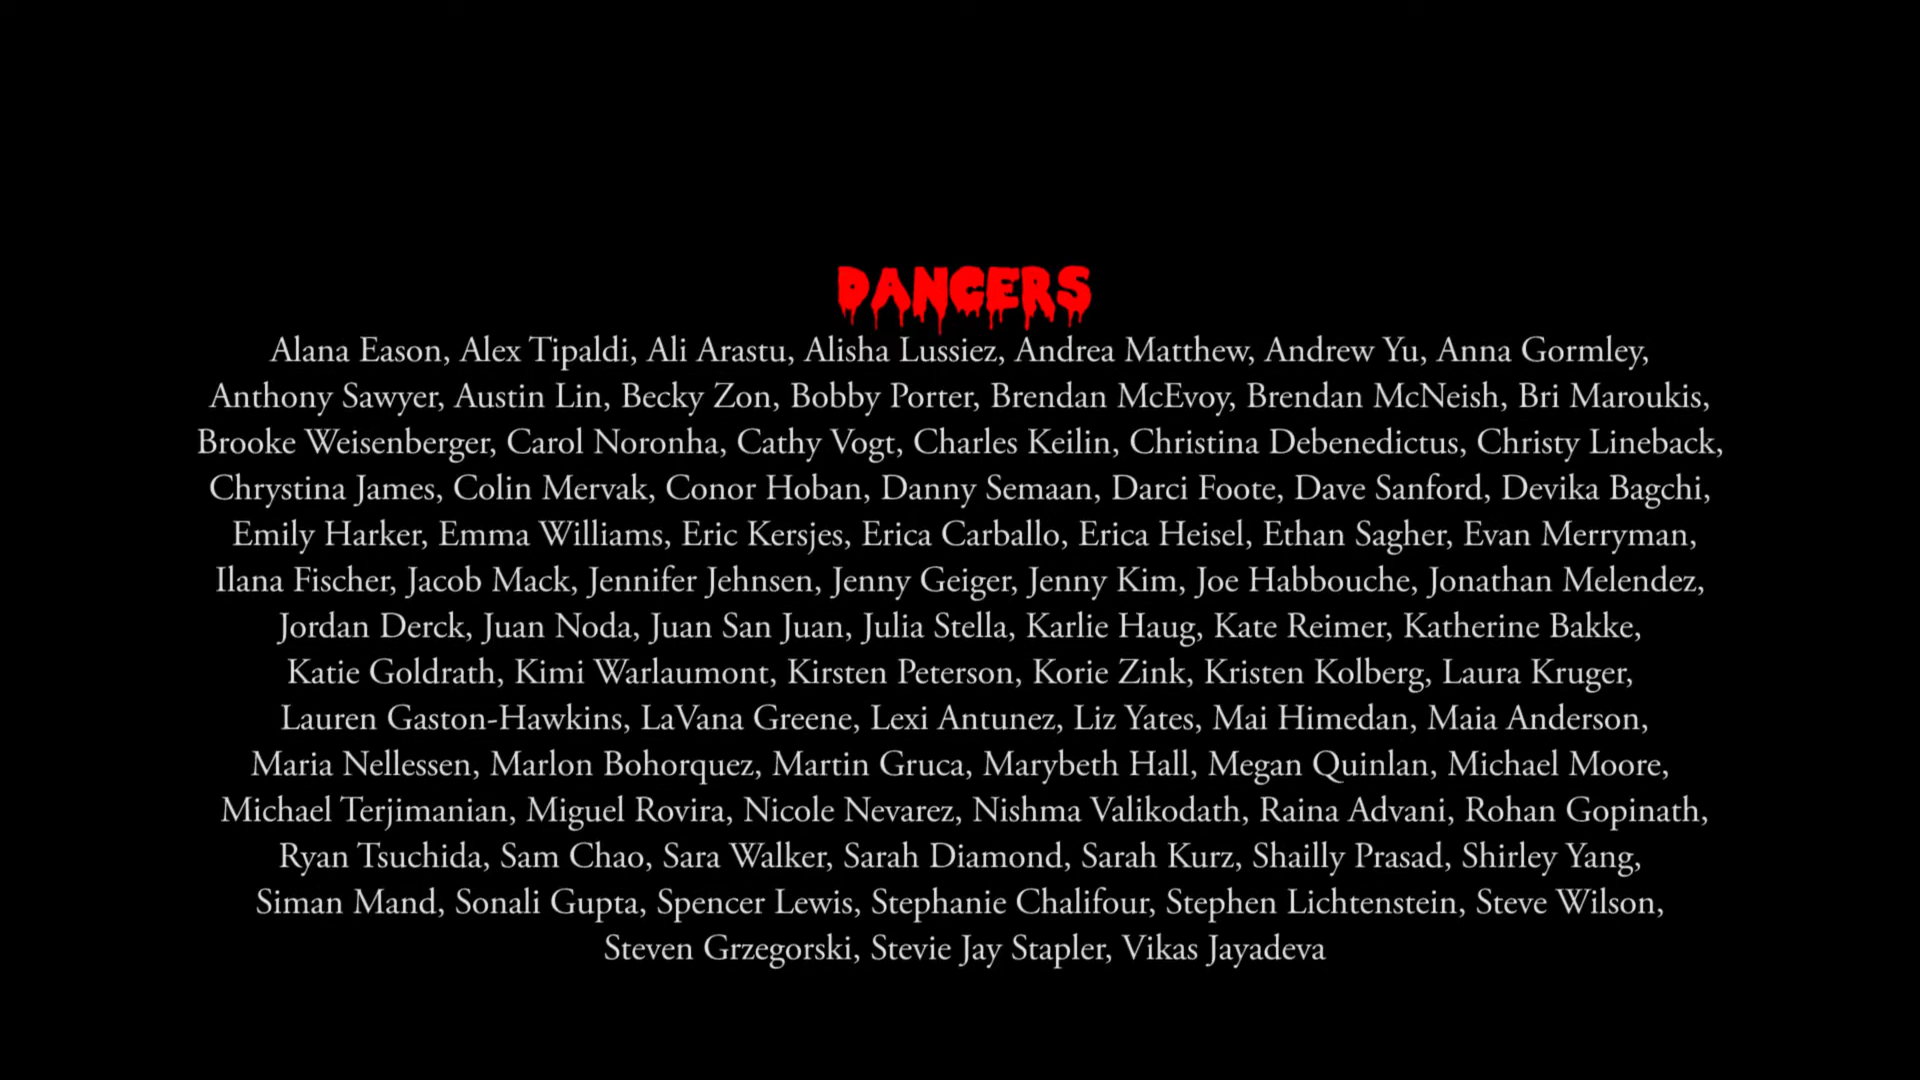 DANCERS
Alana Eason, Alex Tipaldi, Ali Arastu, Alisha Lussiez, Andrea Matthew, Andrew Yu, Anna Gormley,
Anthony Sawyer, Austin Lin, Becky Zon, Bobby Porter, Brendan McEvoy, Brendan McNeish, Bri Maroukis,
Brooke Weisenberger, Carol Noronha, Cathy Vogt, Charles Keilin, Christina Debenedictus, Christy Lineback,
Chrystina James, Colin Mervak, Conor Hoban, Danny Semaan, Darci Foote, Dave Sanford, Devika Bagchi,
Emily Harker, Emma Williams, Eric Kersjes, Erica Carballo, Erica Heisel, Ethan Sagher, Evan Merryman,
Ilana Fischer, Jacob Mack, Jennifer Jehnsen, Jenny Geiger, Jenny Kim, Joe Habbouche, Jonathan Melendez,
Jordan Derck, Juan Noda, Juan San Juan, Julia Stella, Karlie Haug, Kate Reimer, Katherine Bakke,
Katie Goldrath, Kimi Warlaumont, Kirsten Peterson, Korie Zink, Kristen Kolberg, Laura Kruger,
Lauren Gaston-Hawkins, LaVana Greene, Lexi Antunez, Liz Yates, Mai Himedan, Maia Anderson,
Maria Nellessen, Marlon Bohorquez, Martin Gruca, Marybeth Hall, Megan Quinlan, Michael Moore,
Michael Terjimanian, Miguel Rovira, Nicole Nevarez, Nishma Valikodath, Raina Advani, Rohan Gopinath,
Ryan Tsuchida, Sam Chao, Sara Walker, Sarah Diamond, Sarah Kurz, Shailly Prasad, Shirley Yang,
Siman Mand, Sonali Gupta, Spencer Lewis, Stephanie Chalifour, Stephen Lichtenstein, Steve Wilson,
Steven Grzegorski, Stevie Jay Stapler, Vikas Jayadeva